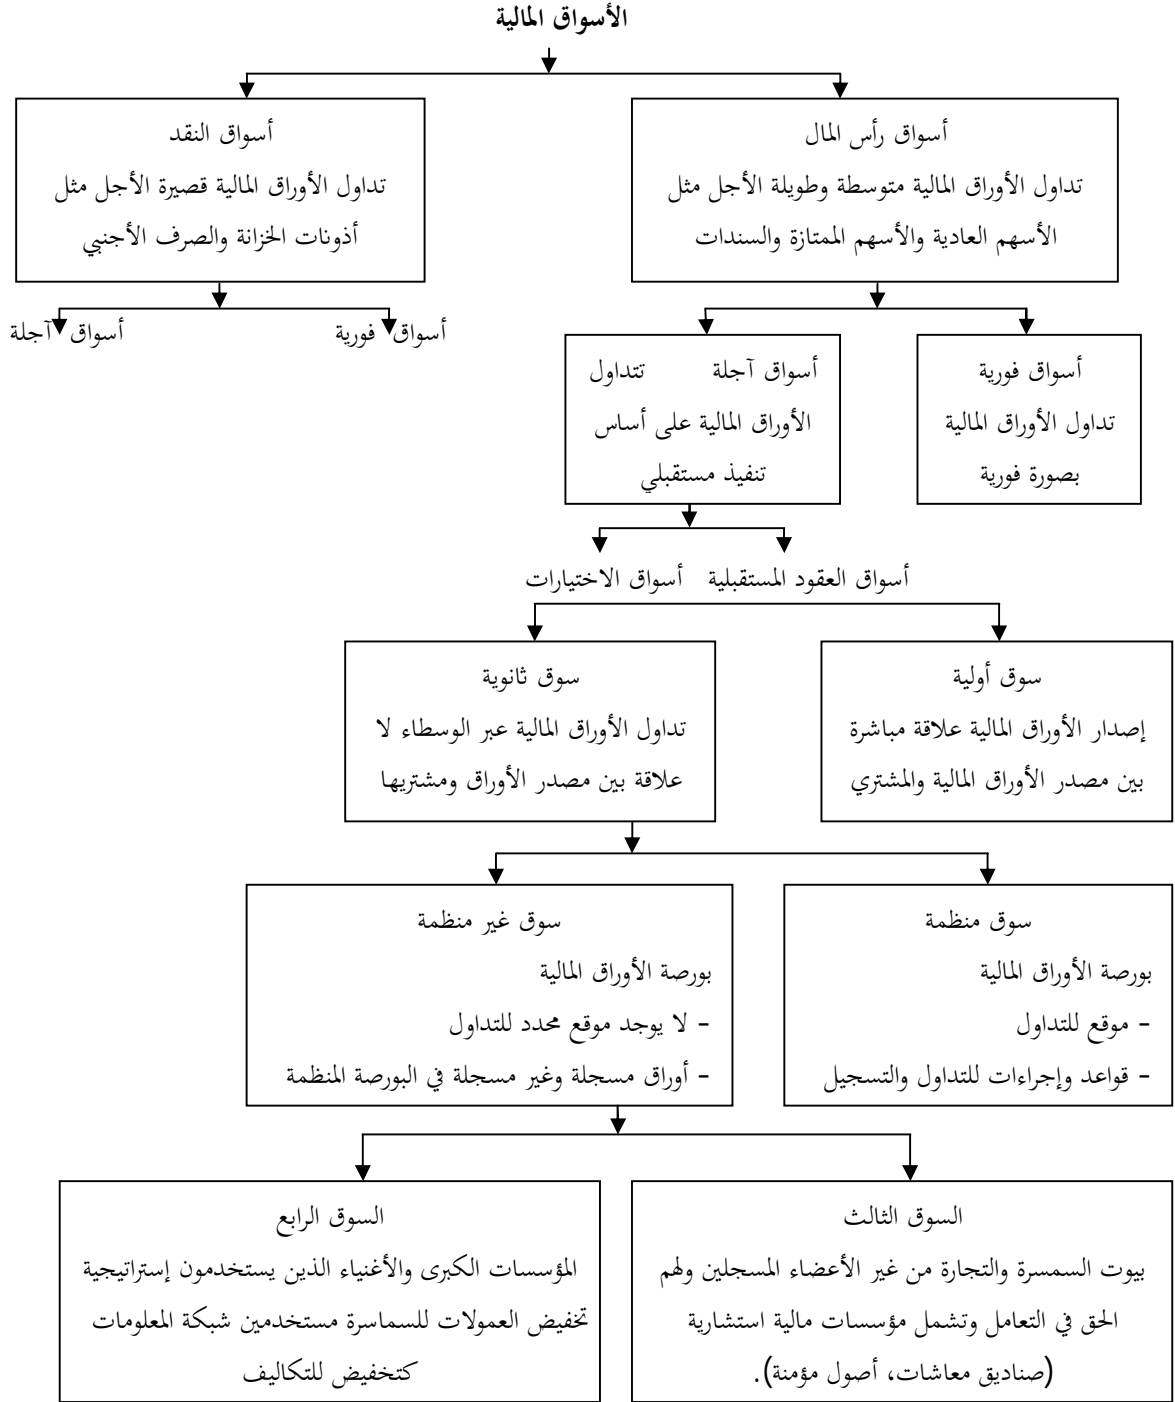 الأسواق المالية
أسواق رأس المال
تداول الأوراق المالية متوسطة وطويلة الأجل مثل
الأسهم العادية والأسهم الممتازة والسندات
أسواق النقد
تداول الأوراق المالية قصيرة الأجل مثل
أذونات الخزانة والصرف الأجنبي
أسواق فورية
أسواق آجلة
أسواق فورية
تداول الأوراق المالية
بصورة فورية
أسواق آجلة تتداول
الأوراق المالية على أساس
تنفيذ مستقبلي
أسواق العقود المستقبلية
أسواق الاختيارات
سوق أولية
إصدار الأوراق المالية علاقة مباشرة
بين مصدر الأوراق المالية والمشتري
سوق ثانوية
تداول الأوراق المالية عبر الوسطاء لا
علاقة بين مصدر الأوراق ومشتريها
سوق منظمة
بورصة الأوراق المالية
- موقع للتداول
- قواعد وإجراءات للتداول والتسجيل
سوق غير منظمة
بورصة الأوراق المالية
- لا يوجد موقع محدد للتداول
- أوراق مسجلة وغير مسجلة في البورصة المنظمة
السوق الثالث
بيوت السمسرة والتجارة من غير الأعضاء المسجلين ولهم
الحق في التعامل وتشمل مؤسسات مالية استشارية
(صناديق معاشات، أصول مؤمنة).
السوق الرابع
المؤسسات الكبرى والأغنياء الذين يستخدمون إستراتيجية
تخفيض العمولات للسماسرة مستخدمين شبكة المعلومات
كتخفيض للتكاليف